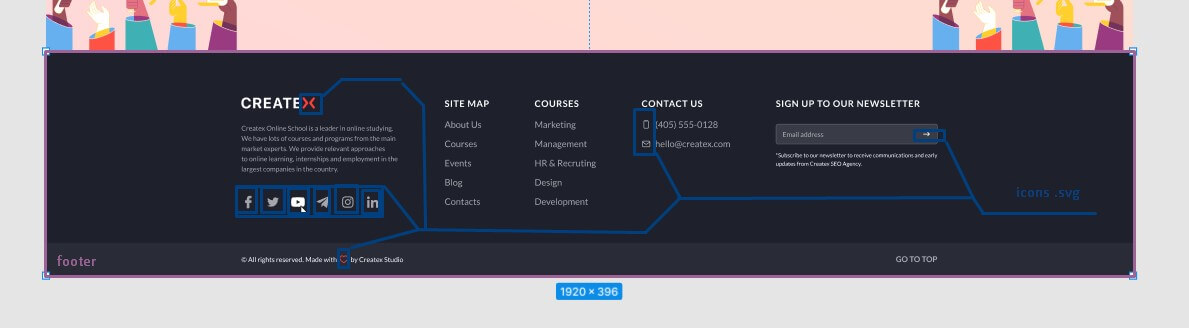 CREATEX
Createx Online School is a leader in online studying.
We have lots of courses and programs from the main
market experts. We provide relevant approaches
to online learning, internships and employment in the
largest companies in the country.
SITE MAP
About Us
Courses
Events
Blog
Contacts
COURSES
Marketing
Management
HR & Recruting
Design
Development
CONTACT US
(405) 555-0128
hello@createx.com
SIGN UP TO OUR NEWSLETTER
Email address
*Subscribe to our newsletter to receive communications and early
updates from Createx SEO Agency.
icons .svg
footer
© All rights reserved. Made with by Createx Studio
GO TO TOP
1920 × 396